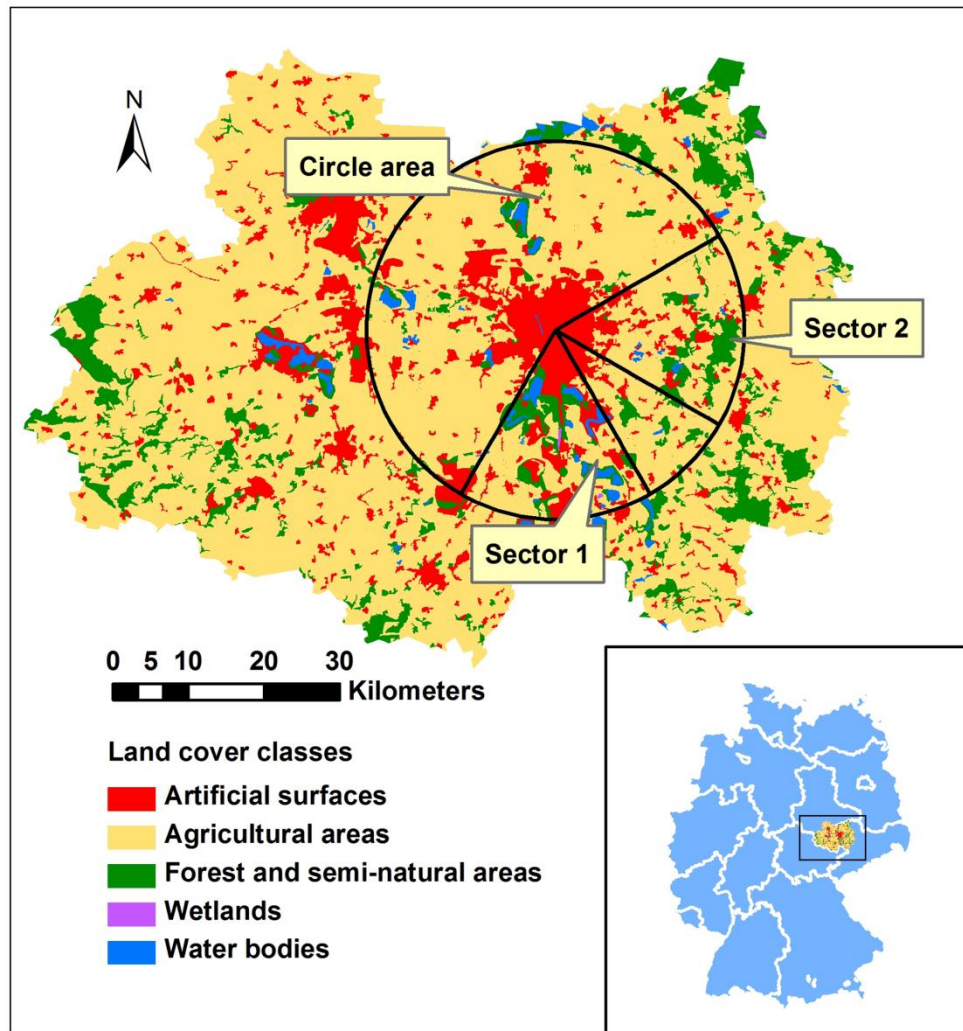 N
Circle area
Sector 2
Sector 1
0 5 10 20 30
Kilometers
Land cover classes
Artificial surfaces
Agricultural areas
Forest and semi-natural areas
Wetlands
Water bodies